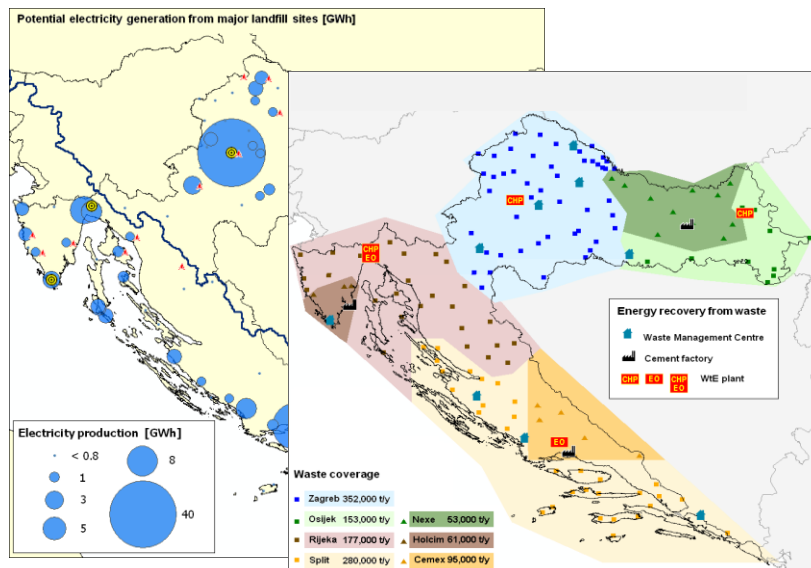 Potential electricity generation from major landfill sites [GWh]
CHP
CHP
CHP
EO
Energy recovery from waste
Waste Management Centre
Cement factory
CHP EO CHP EO WtE plant
EO
Electricity production [GWh]
< 0.8 8
1
3
5 40
Waste coverage
Zagreb 352,000 t/y
Osijek 153,000 t/y Nexe 53,000 t/y
Rijeka 177,000 t/y Holcim 61,000 t/y
Split 280,000 t/y Cemex 95,000 t/y